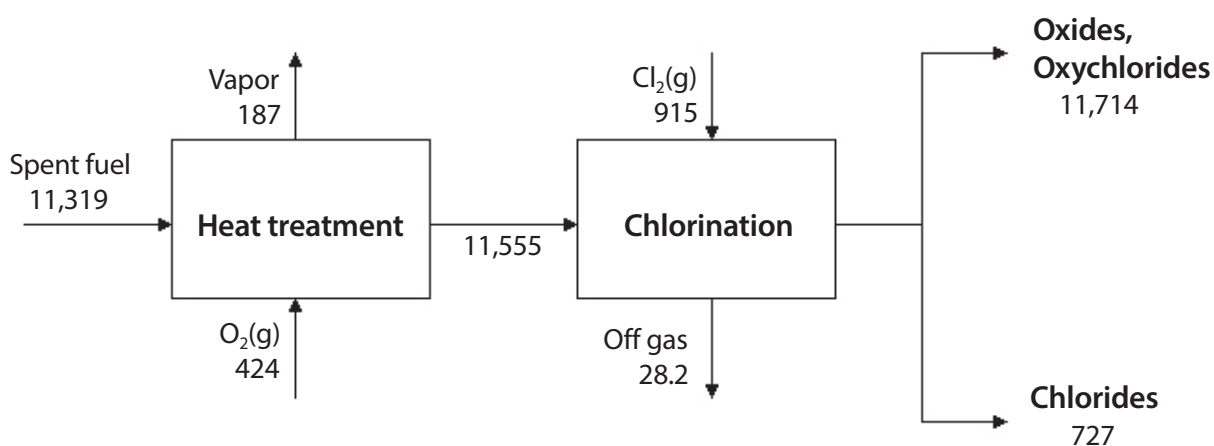 Spent fuel
11,319
Vapor
187
Heat treatment
O₂(g)
424
11,555
Cl₂(g)
915
Chlorination
Off gas
28.2
Oxides,
Oxychlorides
11,714
Chlorides
727